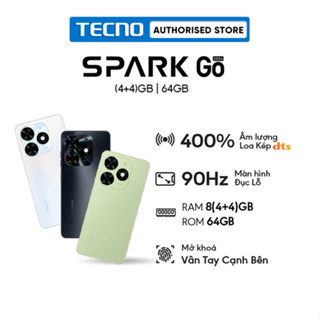 TECNO AUTHORISED STORE
SPARK GO 2024
(4+4)GB | 64GB
400% Âm lượng
Loa Kép dts
90Hz Màn hình
Đục Lỗ
RAM 8(4+4)GB
ROM 64GB
Mở khoá
Vân Tay Cạnh Bên